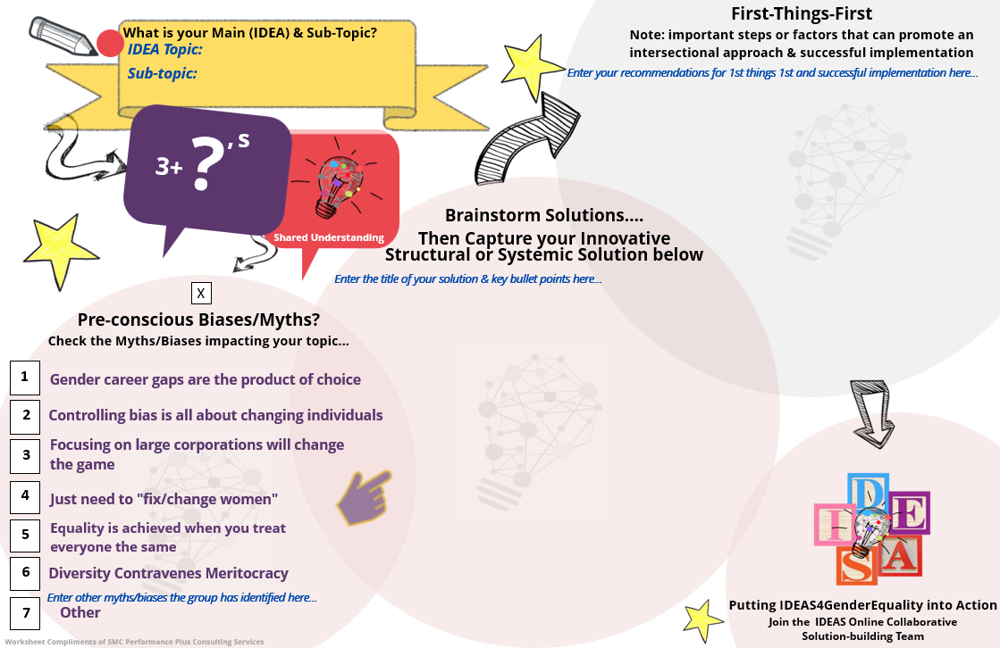 What is your Main (IDEA) & Sub-Topic?
IDEA Topic:
Sub-topic:
3+ ?'s
Shared Understanding
First-Things-First
Note: important steps or factors that can promote an
intersectional approach & successful implementation
Enter your recommendations for 1st things 1st and successful implementation here...
Brainstorm Solutions....
Then Capture your Innovative
Structural or Systemic Solution below
Enter the title of your solution & key bullet points here...
X
Pre-conscious Biases/Myths?
Check the Myths/Biases impacting your topic...
1 Gender career gaps are the product of choice
2 Controlling bias is all about changing individuals
3 Focusing on large corporations will change
the game
4 Just need to "fix/change women"
5 Equality is achieved when you treat
everyone the same
6 Diversity Contravenes Meritocracy
Enter other myths/biases the group has identified here...
7 Other
Worksheet Compliments of SMC Performance Plus Consulting Services
I D E A S
Putting IDEAS4GenderEquality into Action
Join the IDEAS Online Collaborative
Solution-building Team